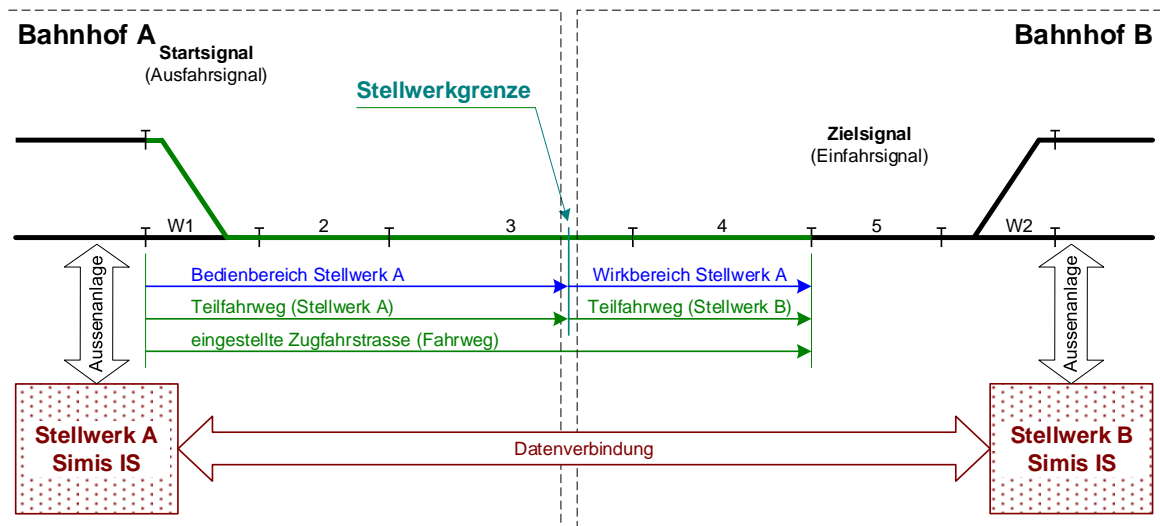 Bahnhof A
Bahnhof B
Startsignal
(Ausfahrsignal)
Stellwerkgrenze
Zielsignal
(Einfahrsignal)
W1
2
3
4
5
W2
Bedienbereich Stellwerk A
Wirkbereich Stellwerk A
Teilfahrweg (Stellwerk A)
Teilfahrweg (Stellwerk B)
eingestellte Zugfahrstrasse (Fahrweg)
Aussenanlage
Aussenanlage
Stellwerk A
Simis IS
Datenverbindung
Stellwerk B
Simis IS